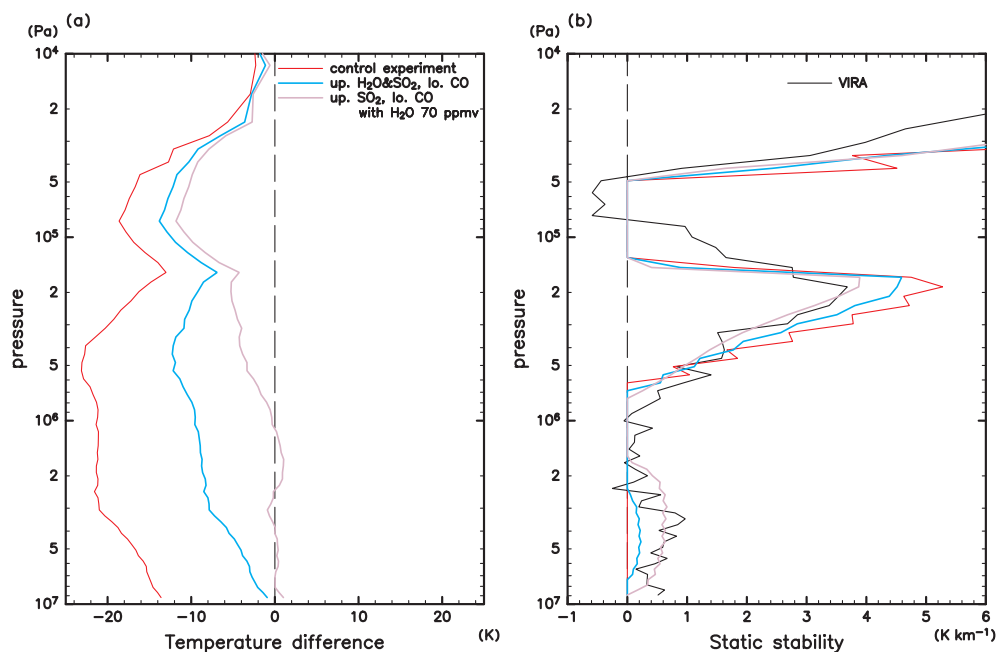 (Pa) (a)
10⁴
2
5
10⁵
2
5
10⁶
2
5
10⁷
pressure
control experiment
up. H₂O&SO₂, lo. CO
up. SO₂, lo. CO
with H₂O 70 ppmv
−20 −10 0 10 20
Temperature difference (K)
(Pa) (b)
10⁴
2
5
10⁵
2
5
10⁶
2
5
10⁷
pressure
VIRA
−1 0 1 2 3 4 5 6
Static stability (K km⁻¹)